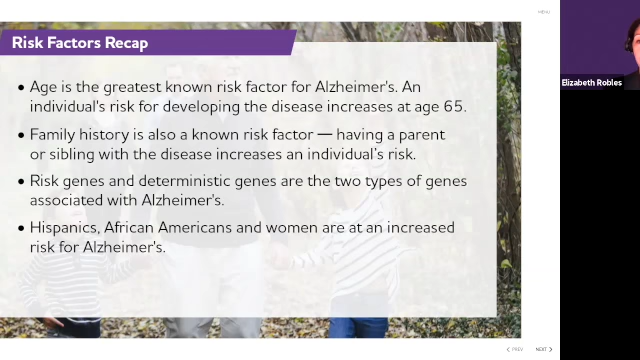 MENU
Risk Factors Recap
• Age is the greatest known risk factor for Alzheimer's. An
individual's risk for developing the disease increases at age 65.
• Family history is also a known risk factor — having a parent
or sibling with the disease increases an individual's risk.
• Risk genes and deterministic genes are the two types of genes
associated with Alzheimer's.
• Hispanics, African Americans and women are at an increased
risk for Alzheimer's.
Elizabeth Robles
PREV NEXT